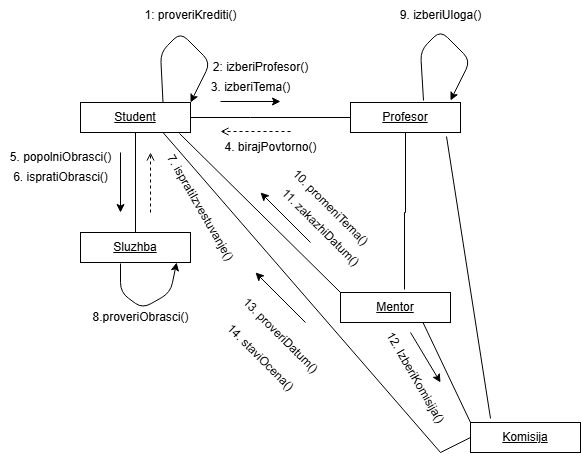 1: proveriKrediti()
9. izberiUloga()
2: izberiProfesor()
3. izberiTema()
Student
Profesor
4. birajPovtorno()
5. popolniObrasci()
6. ispratiObrasci()
7. ispratiIzvestuvanje()
10. promeniTema()
11. zakazhiDatum()
Sluzhba
8.proveriObrasci()
Mentor
13. proveriDatum()
14. staviOcena()
12. IzberiKomisija()
Komisija